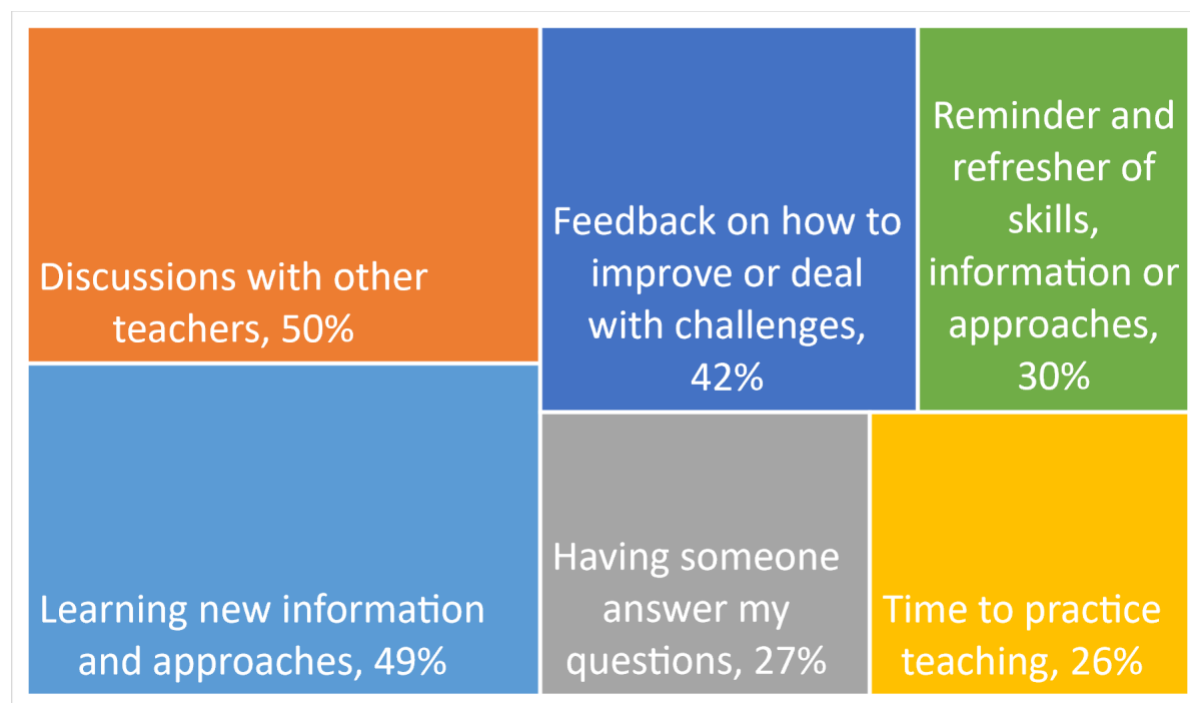 Discussions with other
teachers, 50%
Learning new information
and approaches, 49%
Feedback on how to
improve or deal
with challenges,
42%
Reminder and
refresher of
skills,
information or
approaches,
30%
Having someone
answer my
questions, 27%
Time to practice
teaching, 26%